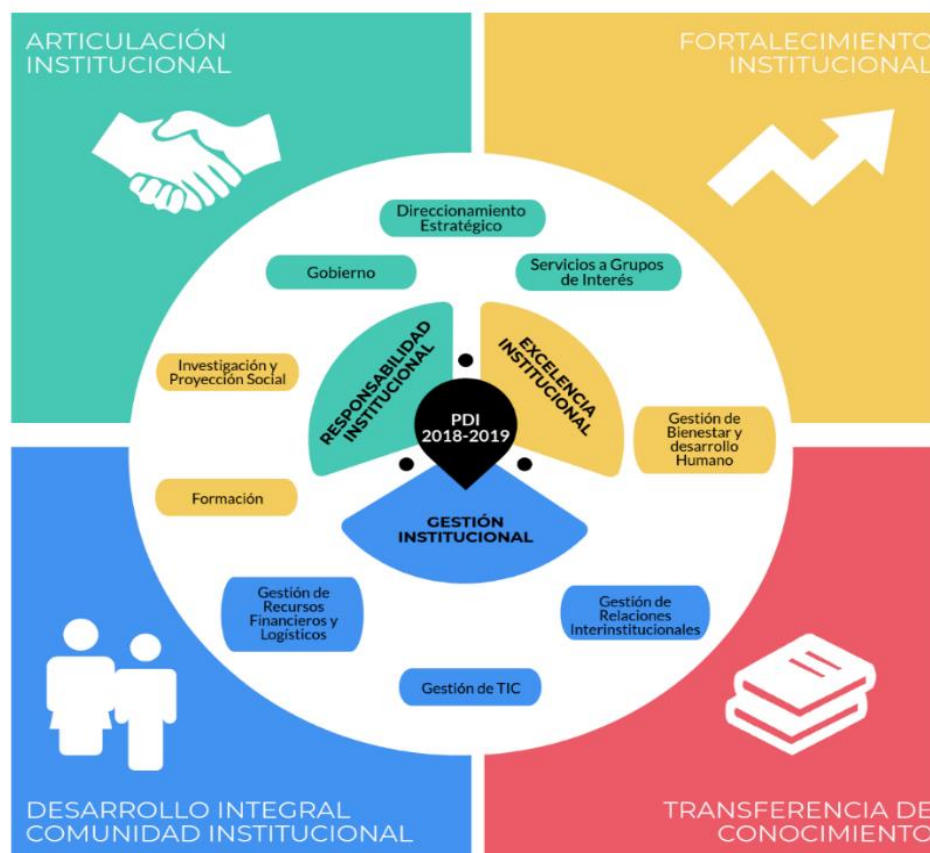 ARTICULACIÓN
INSTITUCIONAL
FORTALECIMIENTO
INSTITUCIONAL
Direccionamiento
Estratégico
Gobierno
Servicios a Grupos
de Interés
Investigación y
Proyección Social
RESPONSABILIDAD
INSTITUCIONAL
EXCELENCIA
INSTITUCIONAL
PDI
2018-2019
Gestión de
Bienestar y
desarrollo
Humano
Formación
GESTIÓN
INSTITUCIONAL
Gestión de
Recursos
Financieros y
Logísticos
Gestión de
Relaciones
Interinstitucionales
Gestión de TIC
DESARROLLO INTEGRAL
COMUNIDAD INSTITUCIONAL
TRANSFERENCIA DE
CONOCIMIENTO